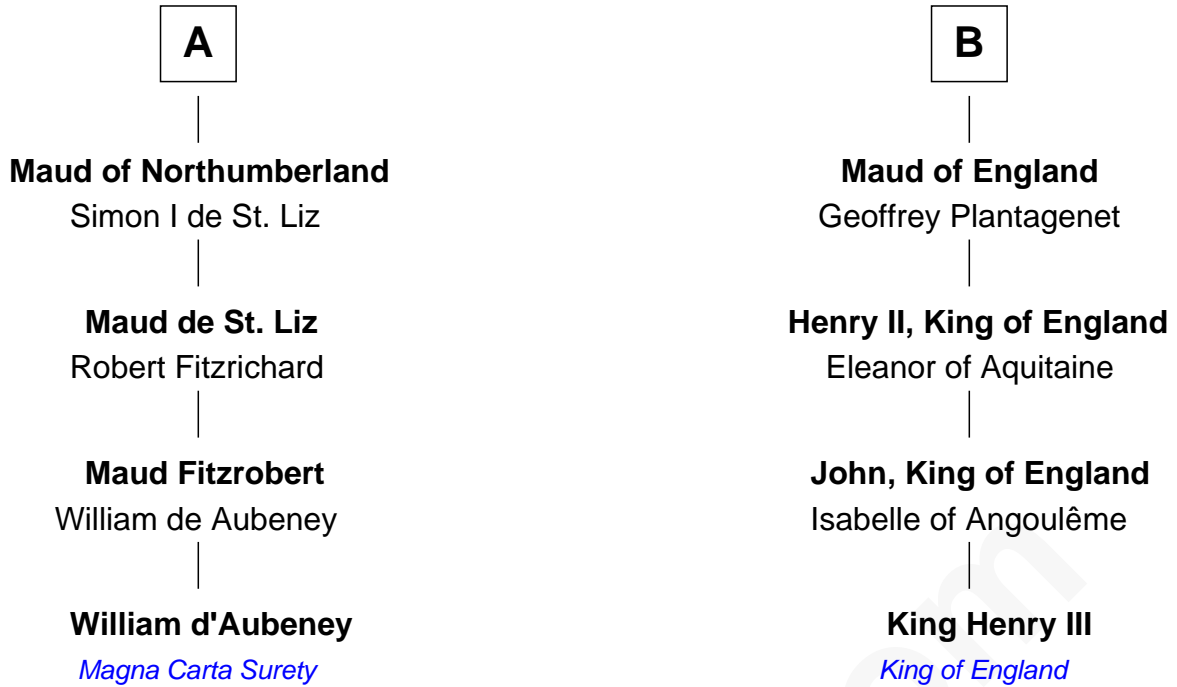 A
Maud of Northumberland
Simon I de St. Liz
Maud de St. Liz
Robert Fitzrichard
Maud Fitzrobert
William de Aubeney
William d'Aubeney
Magna Carta Surety
B
Maud of England
Geoffrey Plantagenet
Henry II, King of England
Eleanor of Aquitaine
John, King of England
Isabelle of Angoulême
King Henry III
King of England